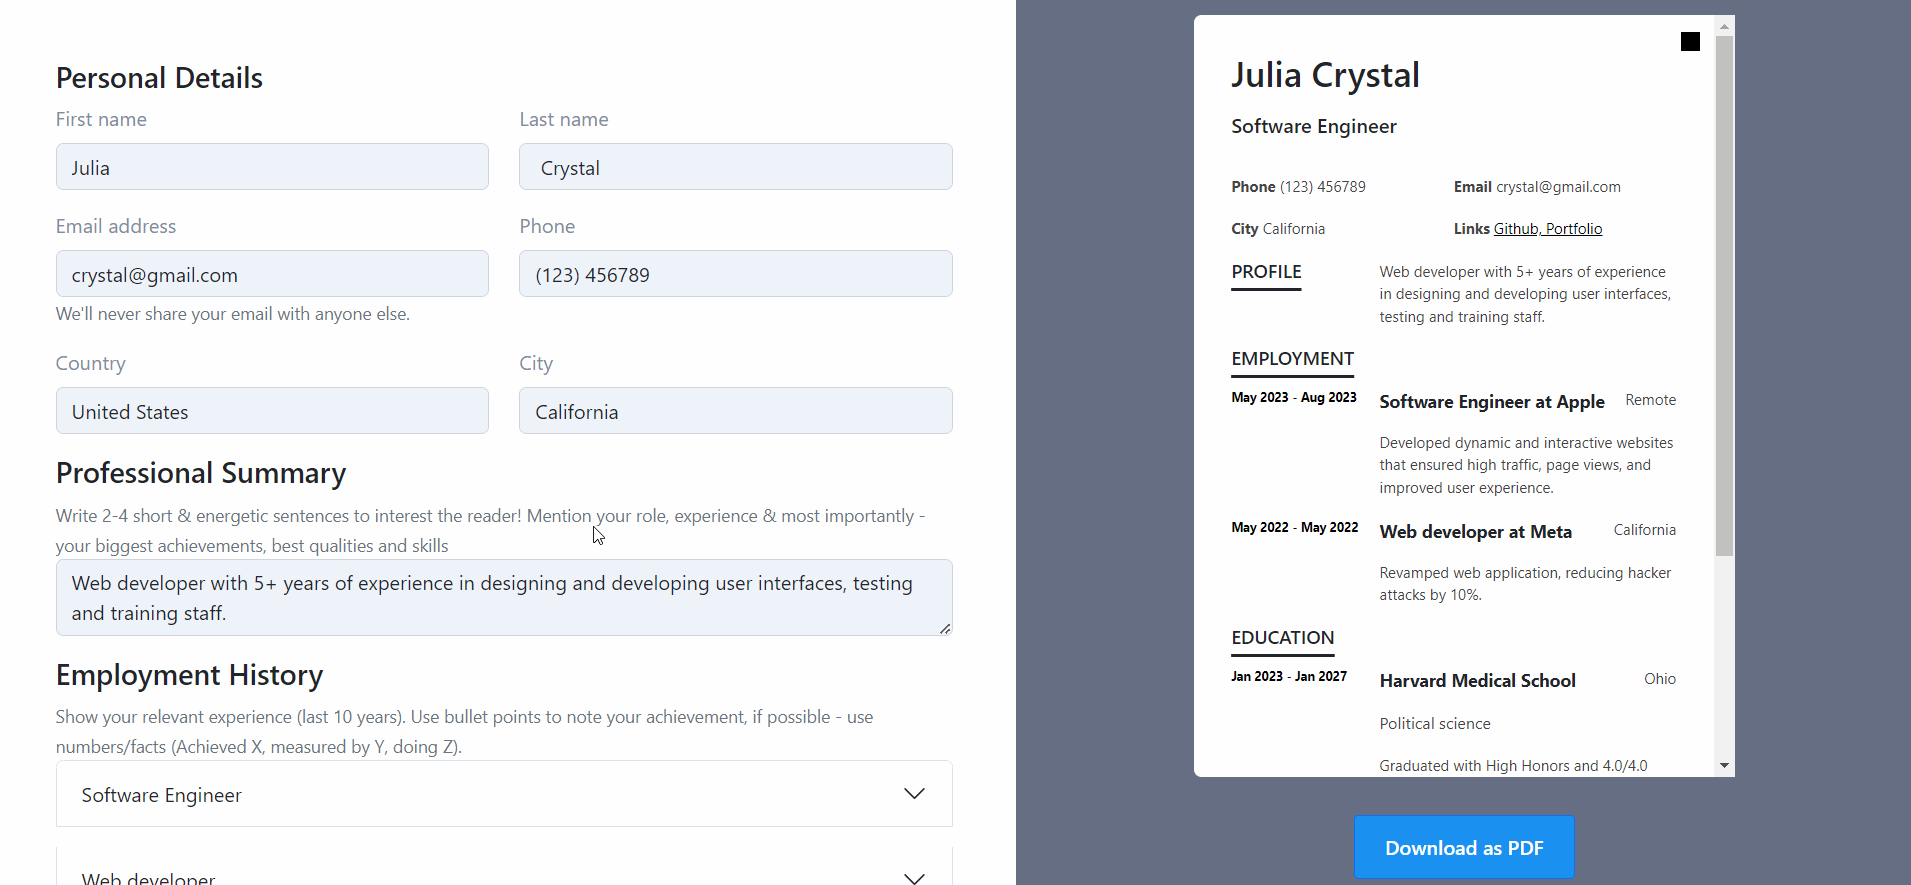 Personal Details
First name
Last name
Julia
Crystal
Email address
Phone
crystal@gmail.com
(123) 456789
We'll never share your email with anyone else.
Country
City
United States
California
Professional Summary
Write 2-4 short & energetic sentences to interest the reader! Mention your role, experience & most importantly -
your biggest achievements, best qualities and skills
Web developer with 5+ years of experience in designing and developing user interfaces, testing
and training staff.
Employment History
Show your relevant experience (last 10 years). Use bullet points to note your achievement, if possible - use
numbers/facts (Achieved X, measured by Y, doing Z).
Software Engineer
Web developer
Julia Crystal
Software Engineer
Phone (123) 456789
Email crystal@gmail.com
City California
Links Github, Portfolio
PROFILE
Web developer with 5+ years of experience
in designing and developing user interfaces,
testing and training staff.
EMPLOYMENT
May 2023 - Aug 2023
Software Engineer at Apple
Remote
Developed dynamic and interactive websites
that ensured high traffic, page views, and
improved user experience.
May 2022 - May 2022
Web developer at Meta
California
Revamped web application, reducing hacker
attacks by 10%.
EDUCATION
Jan 2023 - Jan 2027
Harvard Medical School
Ohio
Political science
Graduated with High Honors and 4.0/4.0
Download as PDF